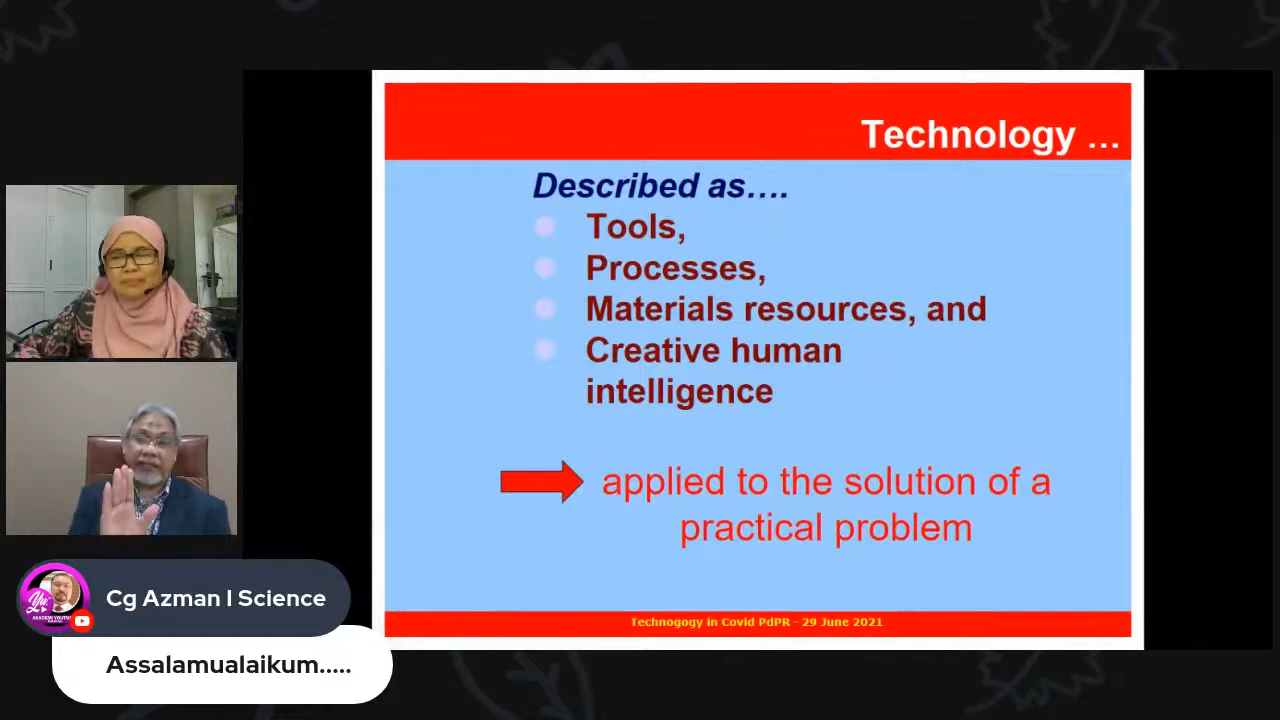 Technology ...
Described as....
Tools,
Processes,
Materials resources, and
Creative human
intelligence
applied to the solution of a
practical problem
Technogogy in Covid PdPR - 29 June 2021
Cg Azman I Science
Assalamualaikum.....